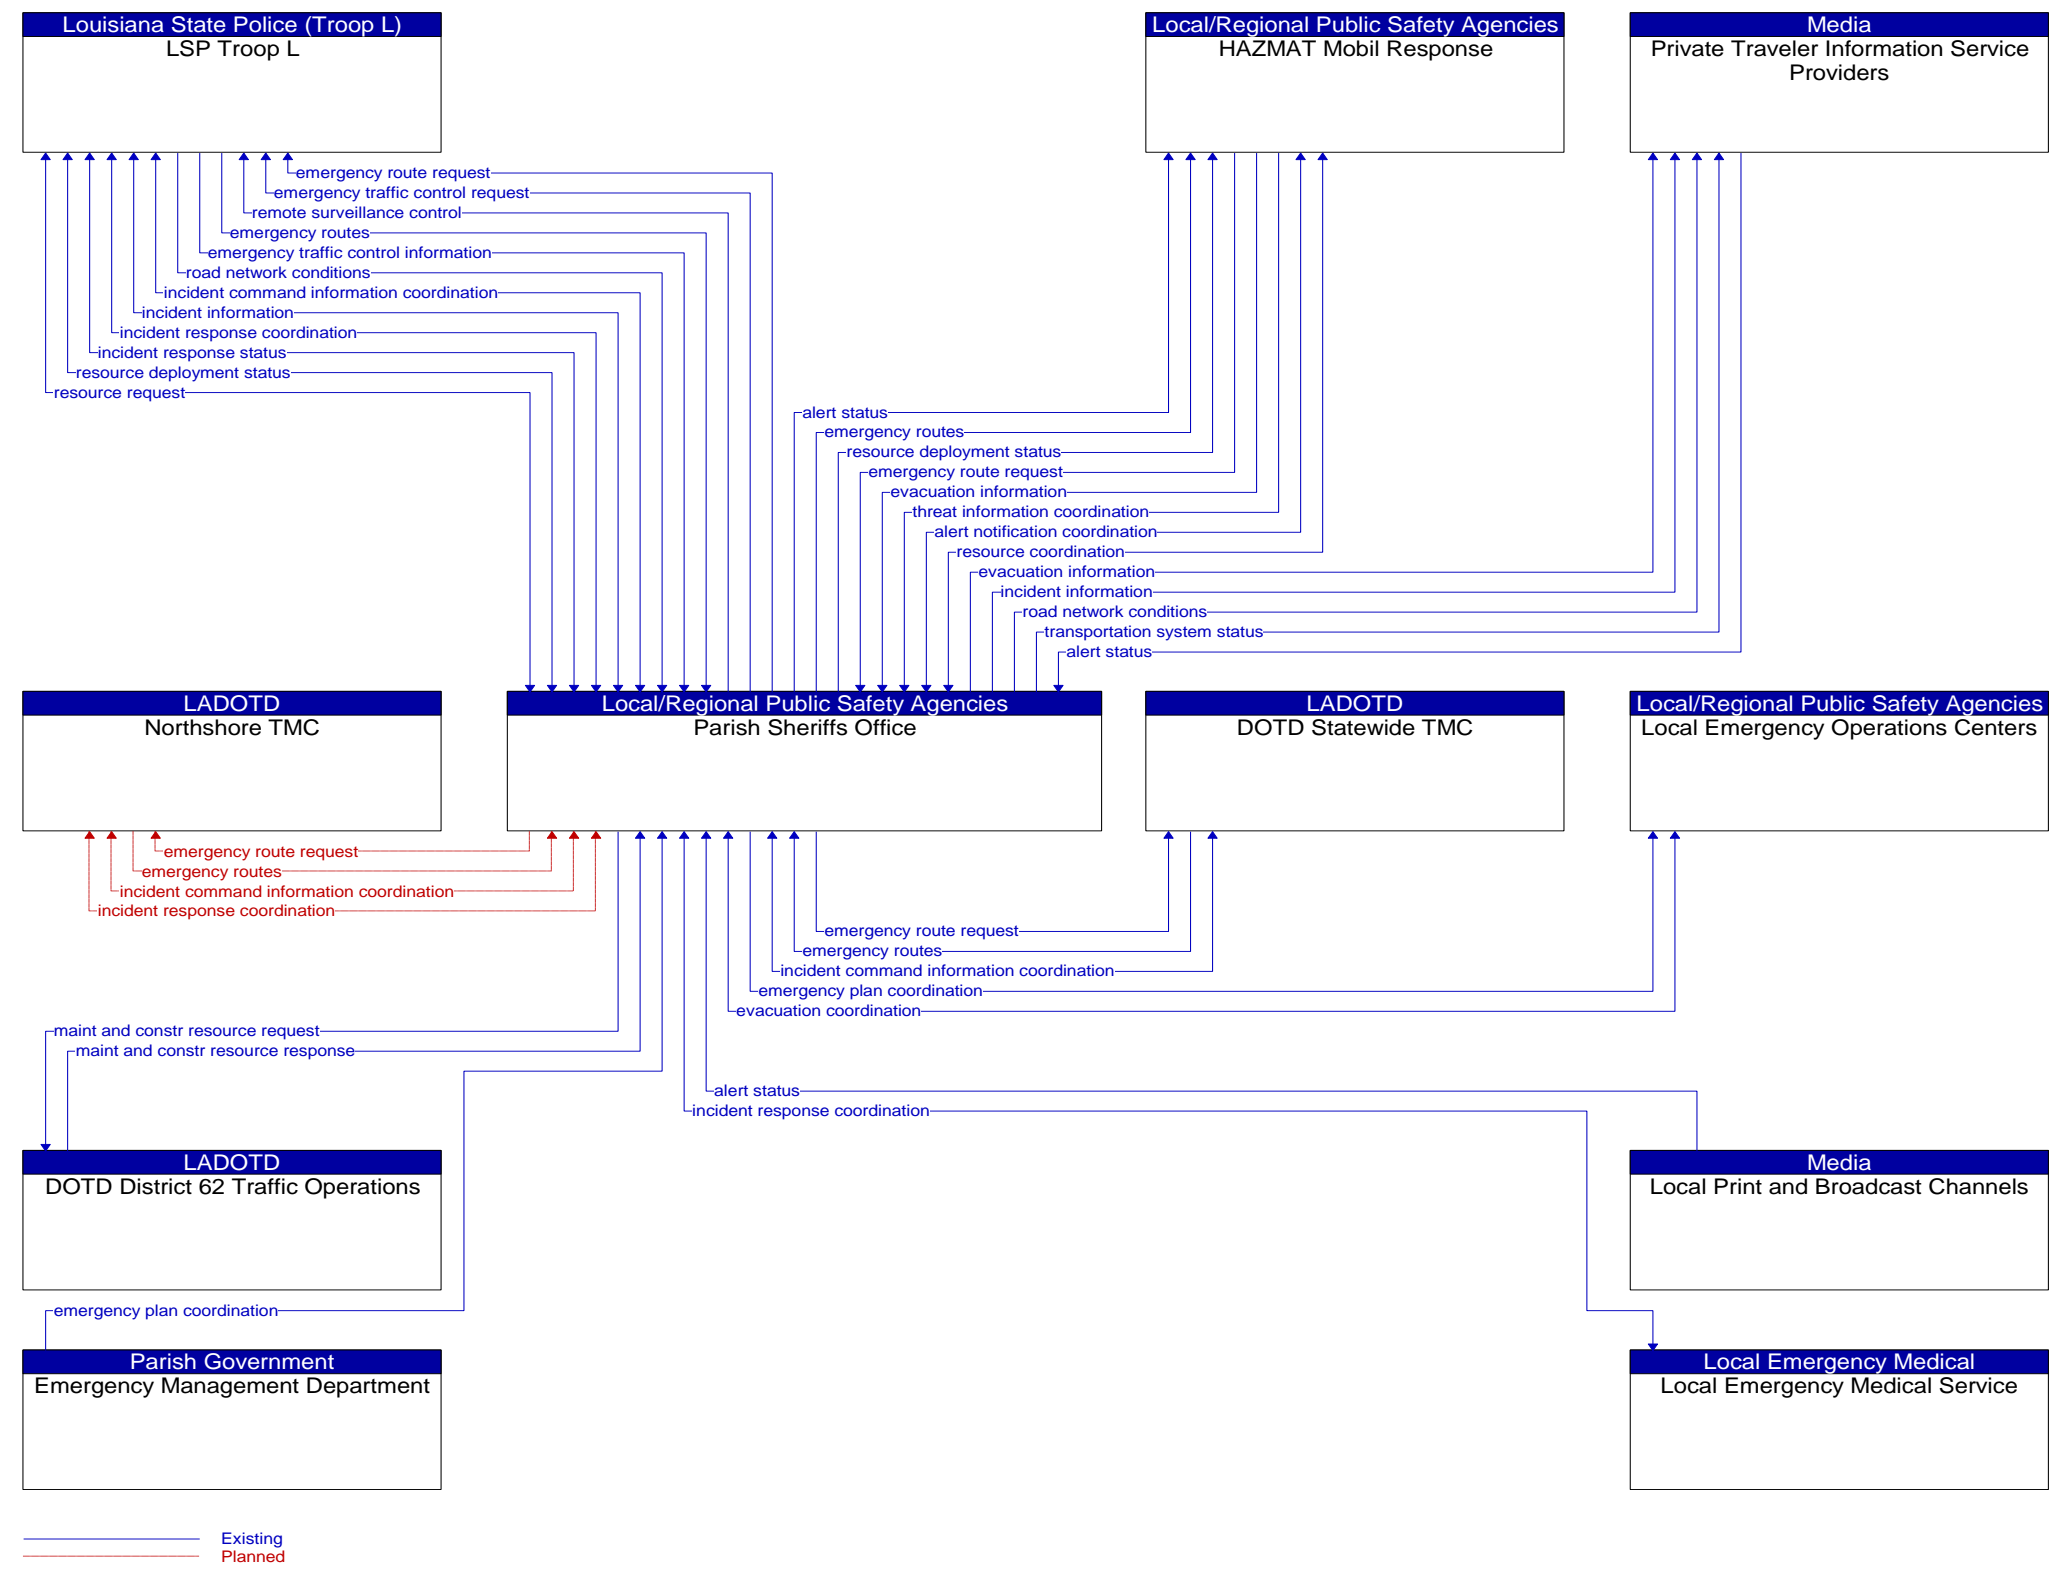 Louisiana State Police (Troop L)
LSP Troop L
Local/Regional Public Safety Agencies
HAZMAT Mobil Response
Media
Private Traveler Information Service
Providers
emergency route request
emergency traffic control request
remote surveillance control
emergency routes
emergency traffic control information
road network conditions
incident command information coordination
incident information
incident response coordination
incident response status
resource deployment status
resource request
alert status
emergency routes
resource deployment status
emergency route request
evacuation information
threat information coordination
alert notification coordination
resource coordination
evacuation information
incident information
road network conditions
transportation system status
alert status
LADOTD
Northshore TMC
Local/Regional Public Safety Agencies
Parish Sheriffs Office
LADOTD
DOTD Statewide TMC
Local/Regional Public Safety Agencies
Local Emergency Operations Centers
emergency route request
emergency routes
incident command information coordination
incident response coordination
emergency route request
emergency routes
incident command information coordination
emergency plan coordination
evacuation coordination
maint and constr resource request
maint and constr resource response
alert status
incident response coordination
LADOTD
DOTD District 62 Traffic Operations
Media
Local Print and Broadcast Channels
emergency plan coordination
Parish Government
Emergency Management Department
Local Emergency Medical
Local Emergency Medical Service
Existing
Planned